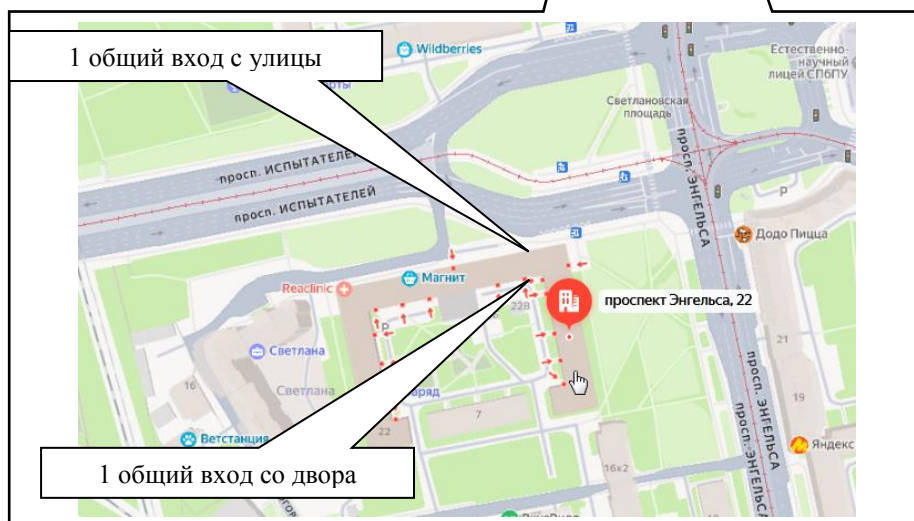 1 общий вход с улицы
Wildberries
Естественно-
научный
лицей СПбПУ
Светлановская
площадь
просп. ИСПЫТАТЕЛЕЙ
просп. ИСПЫТАТЕЛЕЙ
просп. ЭНГЕЛЬСА
P
Додо Пицца
Магнит
Reaclinic
22В
проспект Энгельса, 22
P
21
Светлана
16
Светлана
просп. ЭНГЕЛЬСА
просп. ЭНГЕЛЬСА
19
7
22
Ветстанция
Яндекс
1 общий вход со двора
16к2